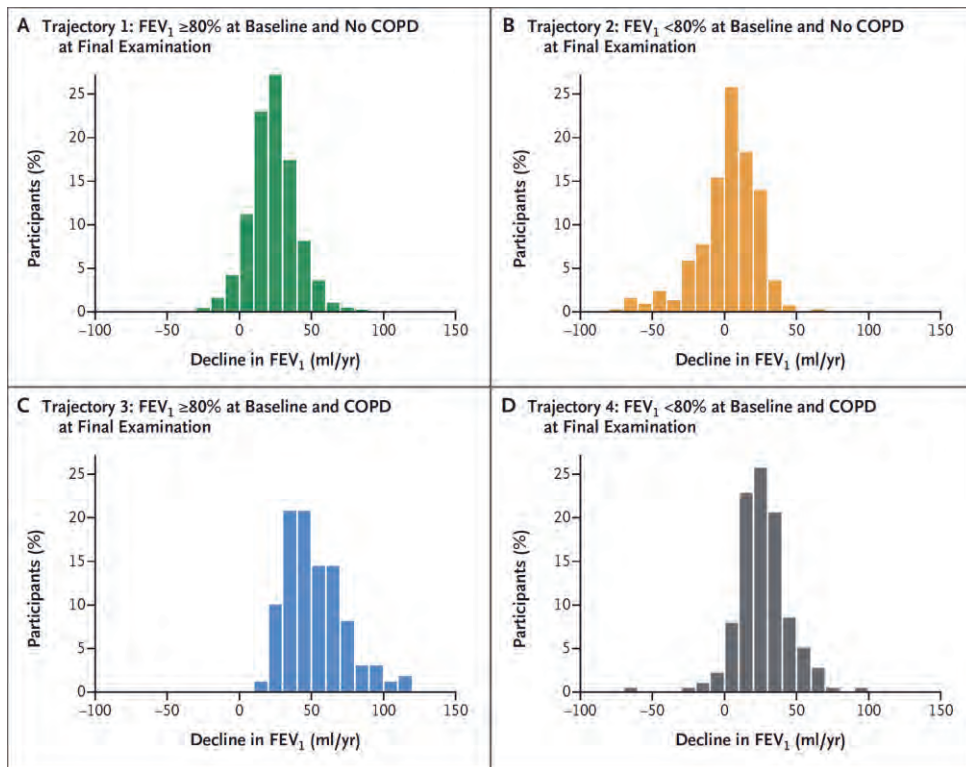 A Trajectory 1: FEV1 ≥80% at Baseline and No COPD
at Final Examination
25
20
15
10
5
0
Participants (%)
−100 −50 0 50 100 150
Decline in FEV1 (ml/yr)
B Trajectory 2: FEV1 <80% at Baseline and No COPD
at Final Examination
25
20
15
10
5
0
Participants (%)
−100 −50 0 50 100 150
Decline in FEV1 (ml/yr)
C Trajectory 3: FEV1 ≥80% at Baseline and COPD
at Final Examination
25
20
15
10
5
0
Participants (%)
−100 −50 0 50 100 150
Decline in FEV1 (ml/yr)
D Trajectory 4: FEV1 <80% at Baseline and COPD
at Final Examination
25
20
15
10
5
0
Participants (%)
−100 −50 0 50 100 150
Decline in FEV1 (ml/yr)